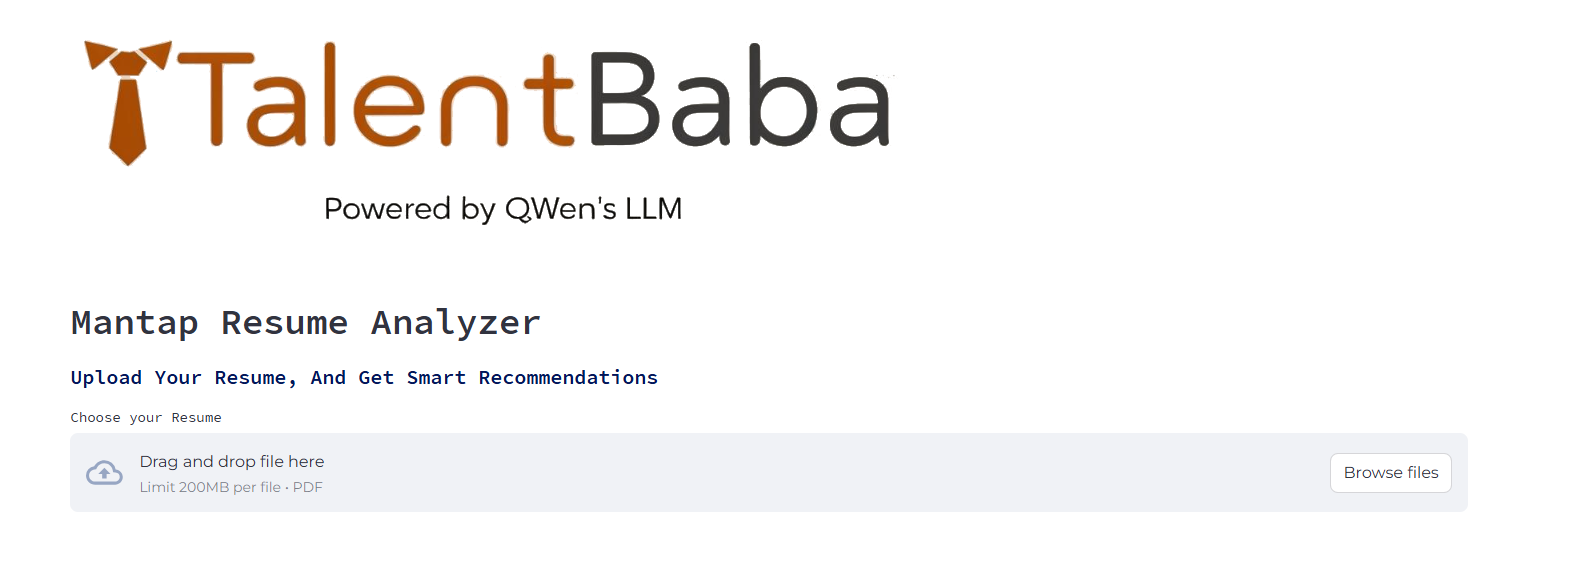 TalentBaba
Powered by QWen's LLM
Mantap Resume Analyzer
Upload Your Resume, And Get Smart Recommendations
Choose your Resume
Drag and drop file here
Limit 200MB per file • PDF
Browse files